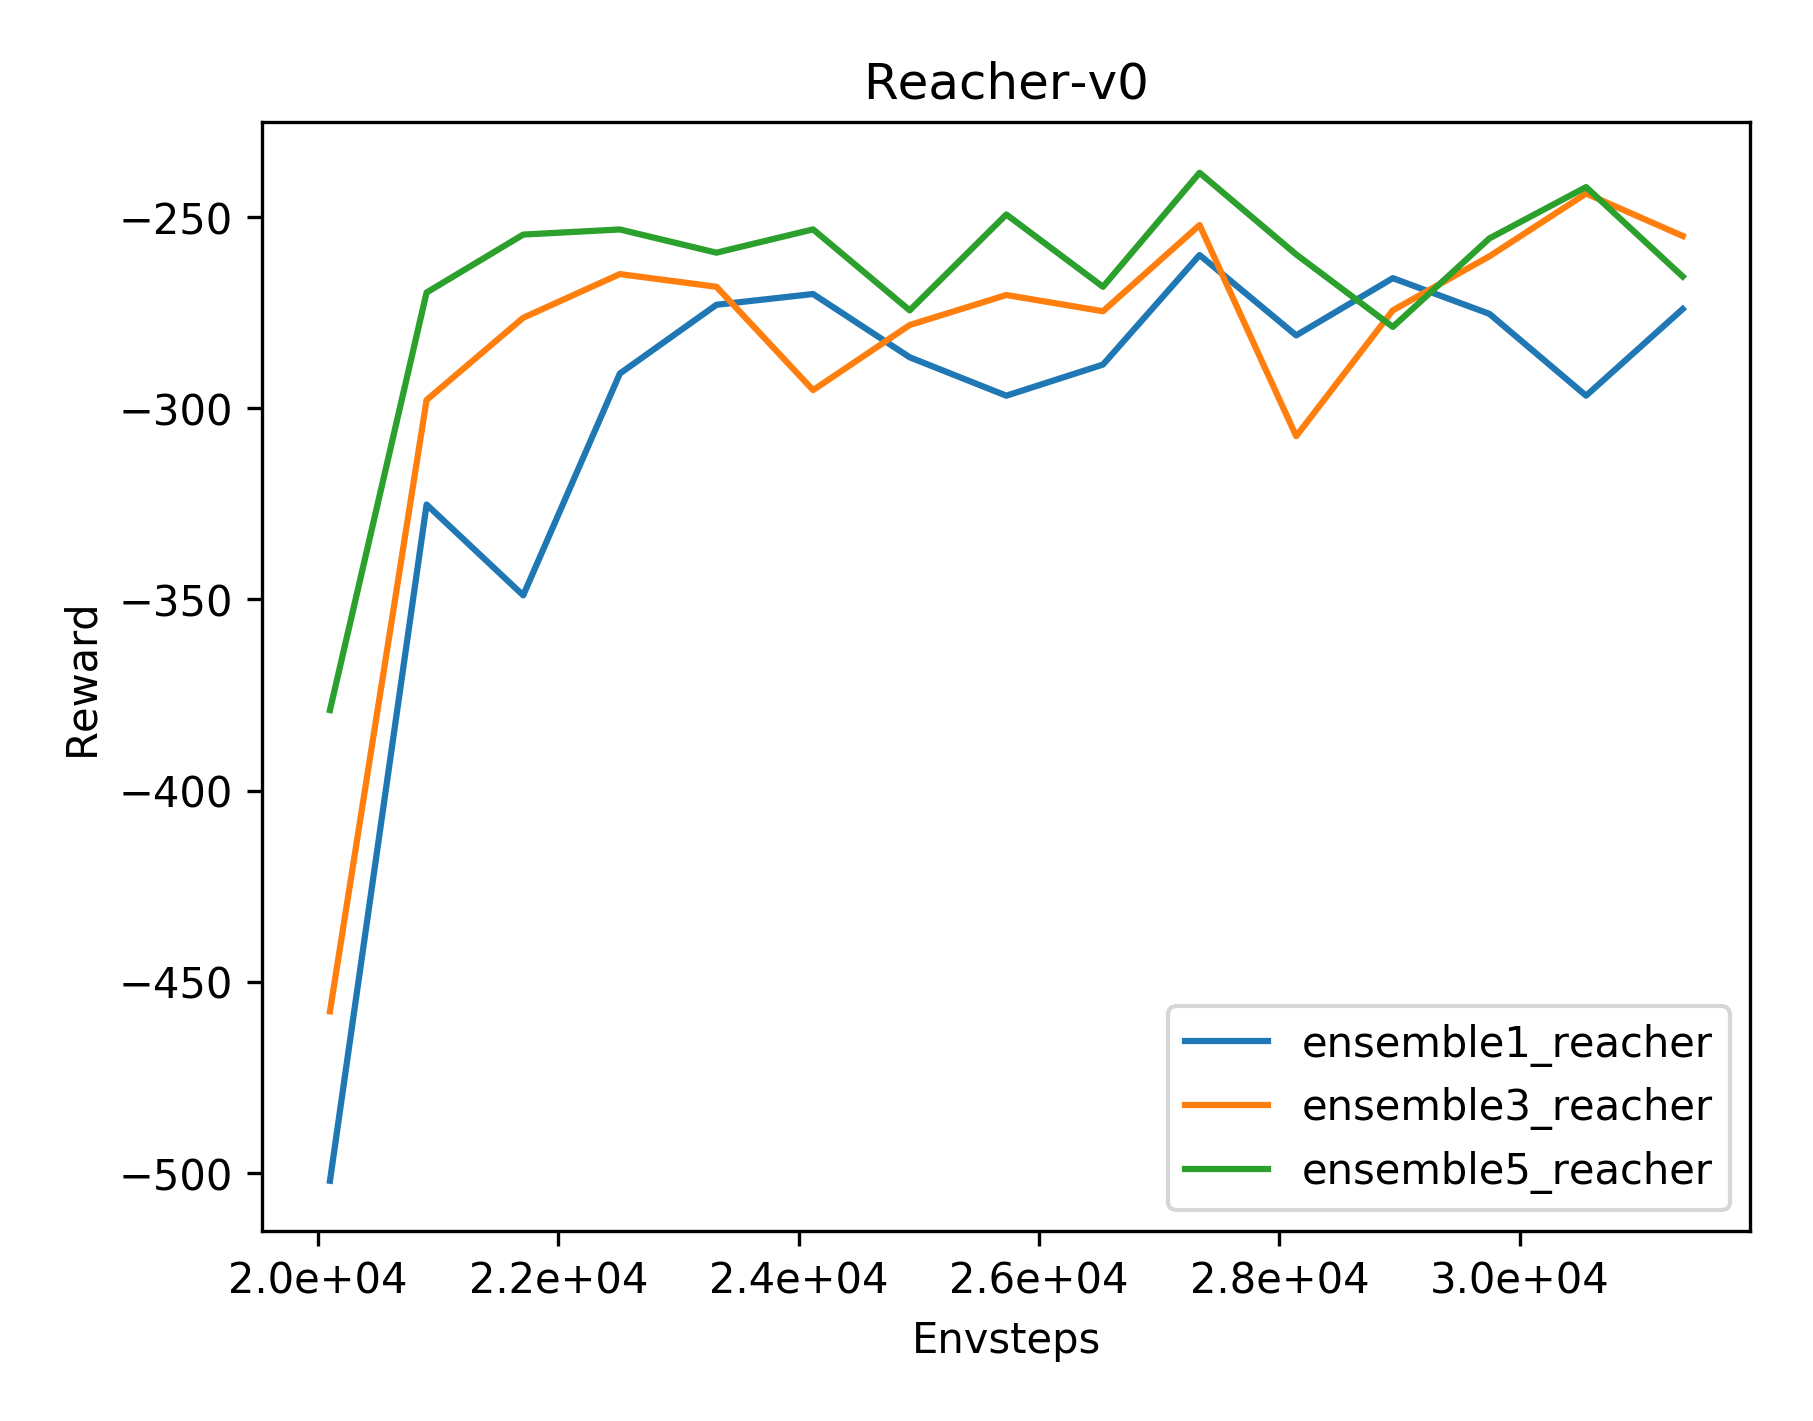 Reacher-v0
−250
−300
−350
−400
−450
−500
Reward
2.0e+04 2.2e+04 2.4e+04 2.6e+04 2.8e+04 3.0e+04
Envsteps
ensemble1_reacher
ensemble3_reacher
ensemble5_reacher